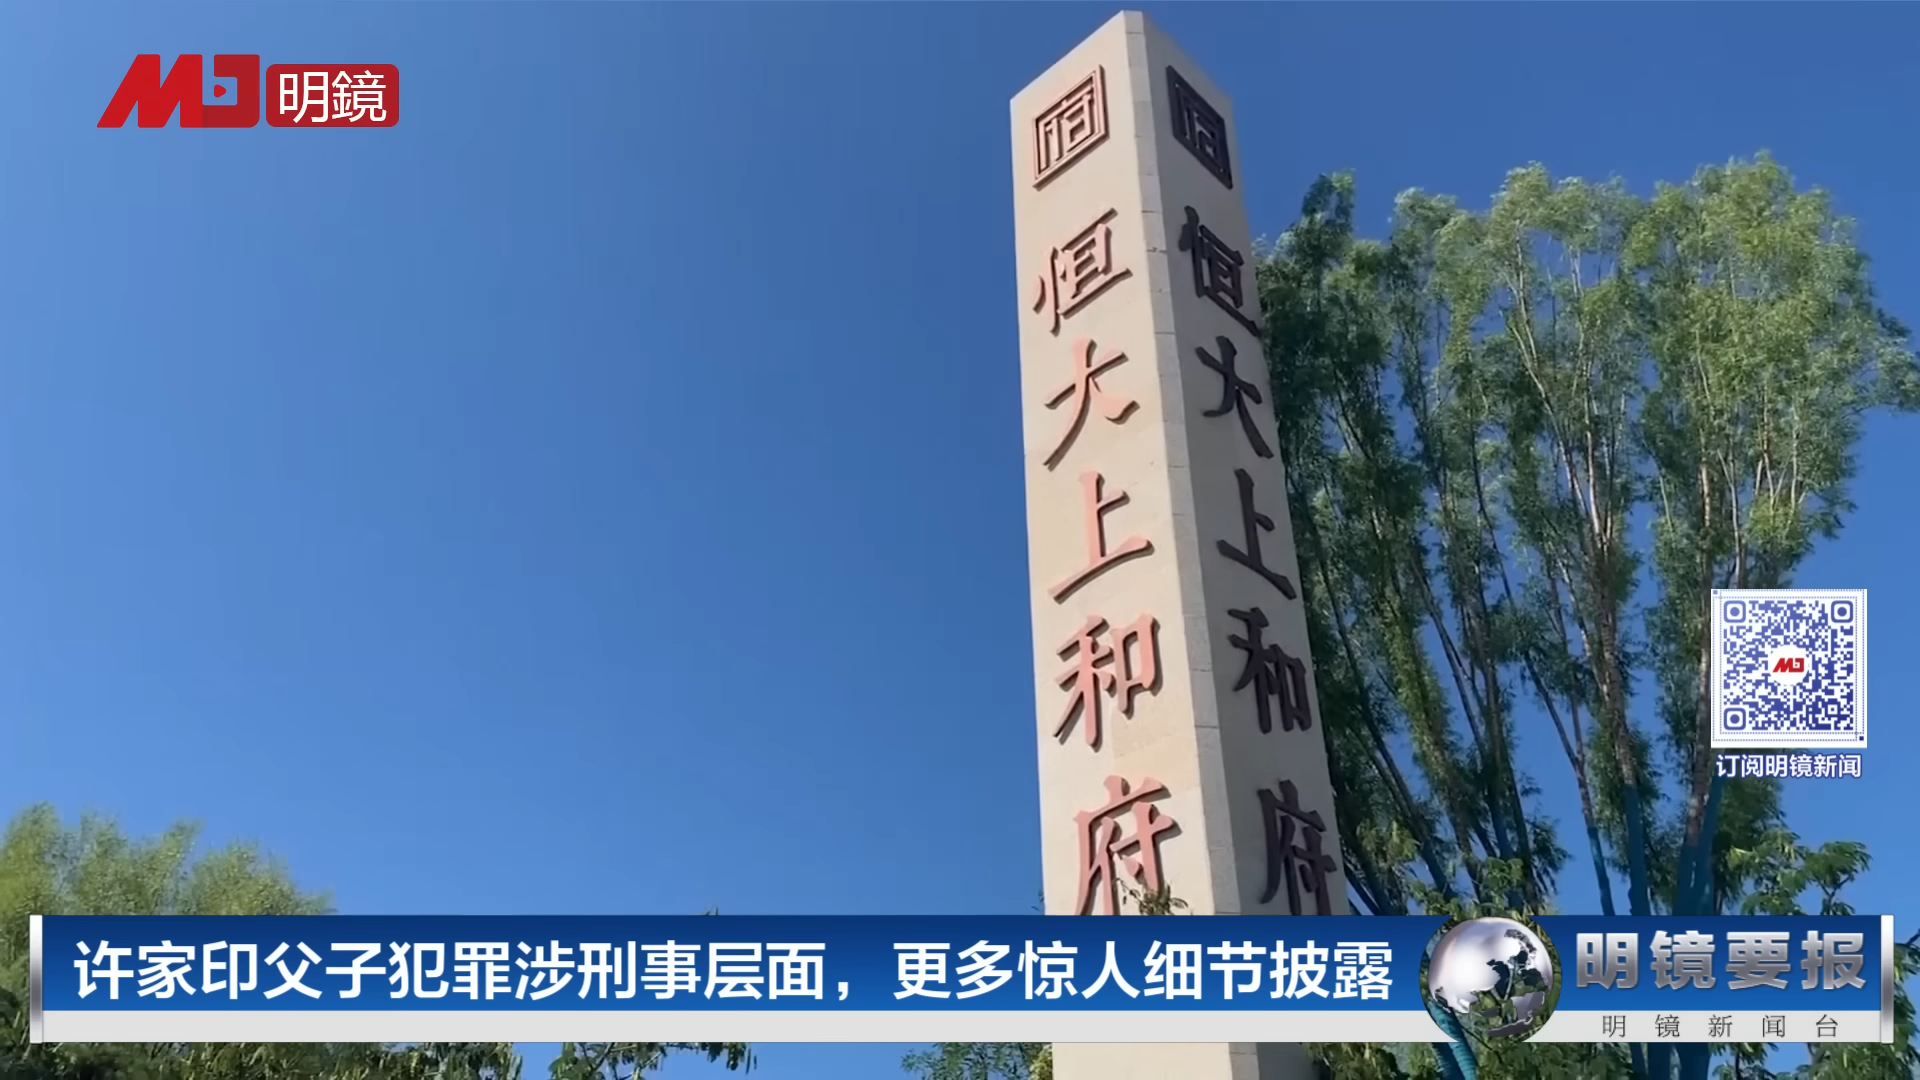 明鏡
府
恒大上和府
府
恒大上和府
订阅明镜新闻
许家印父子犯罪涉刑事层面，更多惊人细节披露
明镜要报
明镜新闻台